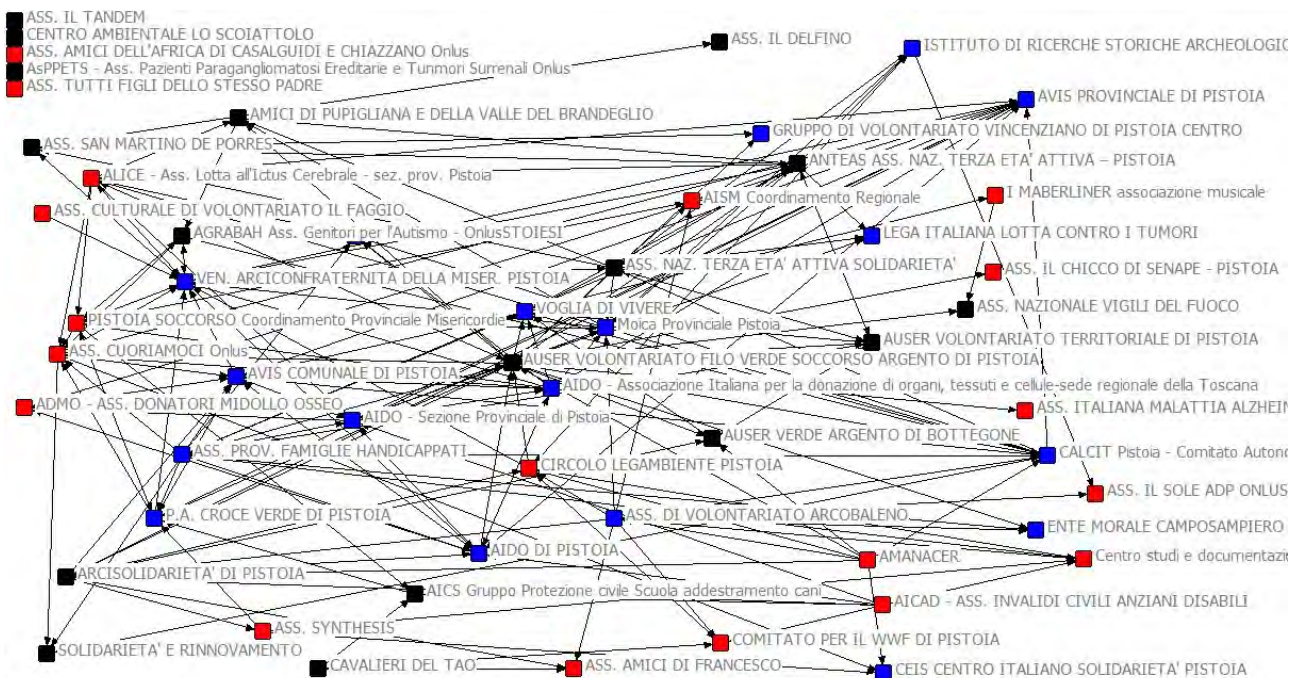 ASS. IL TANDEM
CENTRO AMBIENTALE LO SCOIATTOLO
ASS. AMICI DELL'AFRICA DI CASALGUIDI E CHIAZZANO Onlus
AsPPETS - Ass. Pazienti Paragangliomatosi Ereditarie e Tunmori Surrenali Onlus
ASS. TUTTI FIGLI DELLO STESSO PADRE
ASS. IL DELFINO
ISTITUTO DI RICERCHE STORICHE ARCHEOLOGIC
AVIS PROVINCIALE DI PISTOIA
AMICI DI PUPIGLIANA E DELLA VALLE DEL BRANDEGLIO
GRUPPO DI VOLONTARIATO VINCENZIANO DI PISTOIA CENTRO
ASS. SAN MARTINO DE PORRES
ANTEAS ASS. NAZ. TERZA ETA' ATTIVA – PISTOIA
ALICE - Ass. Lotta all'Ictus Cerebrale - sez. prov. Pistoia
AISM Coordinamento Regionale
I MABERLINER associazione musicale
ASS. CULTURALE DI VOLONTARIATO IL FAGGIO
AGRABAH Ass. Genitori per l'Autismo - OnlusSTOIESI
LEGA ITALIANA LOTTA CONTRO I TUMORI
ASS. NAZ. TERZA ETA' ATTIVA SOLIDARIETA'
ASS. IL CHICCO DI SENAPE - PISTOIA
VEN. ARCICONFRATERNITA DELLA MISER. PISTOIA
VOGLIA DI VIVERE
ASS. NAZIONALE VIGILI DEL FUOCO
PISTOIA SOCCORSO Coordinamento Provinciale Misericordie
Moica Provinciale Pistoia
AUSER VOLONTARIATO TERRITORIALE DI PISTOIA
ASS. CUORIAMOCI Onlus
AUSER VOLONTARIATO FILO VERDE SOCCORSO ARGENTO DI PISTOIA
AVIS COMUNALE DI PISTOIA
AIDO - Associazione Italiana per la donazione di organi, tessuti e cellule-sede regionale della Toscana
ADMO - ASS. DONATORI MIDOLLO OSSEO
ASS. ITALIANA MALATTIA ALZHEIM
AIDO - Sezione Provinciale di Pistoia
AUSER VERDE ARGENTO DI BOTTEGONE
ASS. PROV. FAMIGLIE HANDICAPPATI
CALCIT Pistoia - Comitato Autono
CIRCOLO LEGAMBIENTE PISTOIA
ASS. IL SOLE ADP ONLUS
P.A. CROCE VERDE DI PISTOIA
ASS. DI VOLONTARIATO ARCOBALENO
ENTE MORALE CAMPOSAMPIERO
AIDO DI PISTOIA
AMANACER
Centro studi e documentazi
ARCISOLIDARIETA' DI PISTOIA
AICS Gruppo Protezione civile Scuola addestramento cani
AICAD - ASS. INVALIDI CIVILI ANZIANI DISABILI
ASS. SYNTHESIS
COMITATO PER IL WWF DI PISTOIA
SOLIDARIETA' E RINNOVAMENTO
CAVALIERI DEL TAO
ASS. AMICI DI FRANCESCO
CEIS CENTRO ITALIANO SOLIDARIETA' PISTOIA